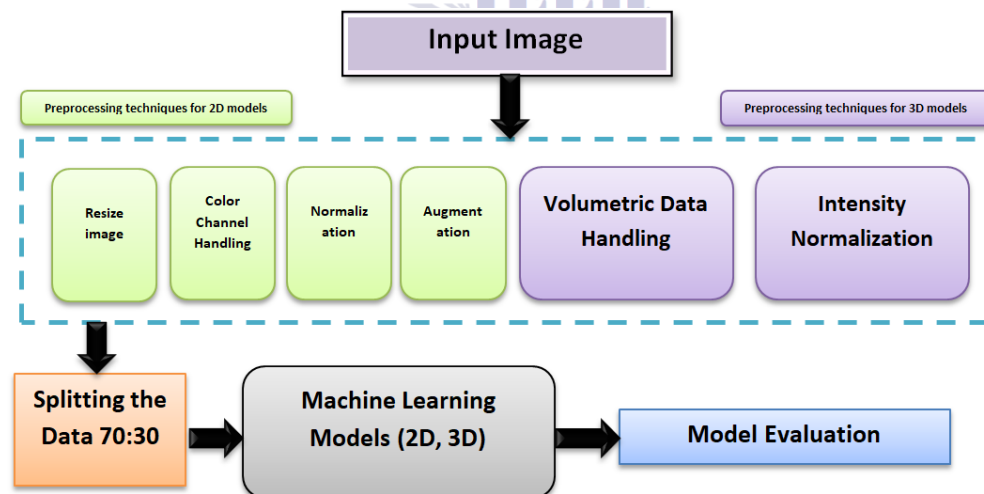 Input Image
Preprocessing techniques for 2D models
Preprocessing techniques for 3D models
Resize
image
Color
Channel
Handling
Normaliz
ation
Augment
ation
Volumetric Data
Handling
Intensity
Normalization
Splitting the
Data 70:30
Machine Learning
Models (2D, 3D)
Model Evaluation